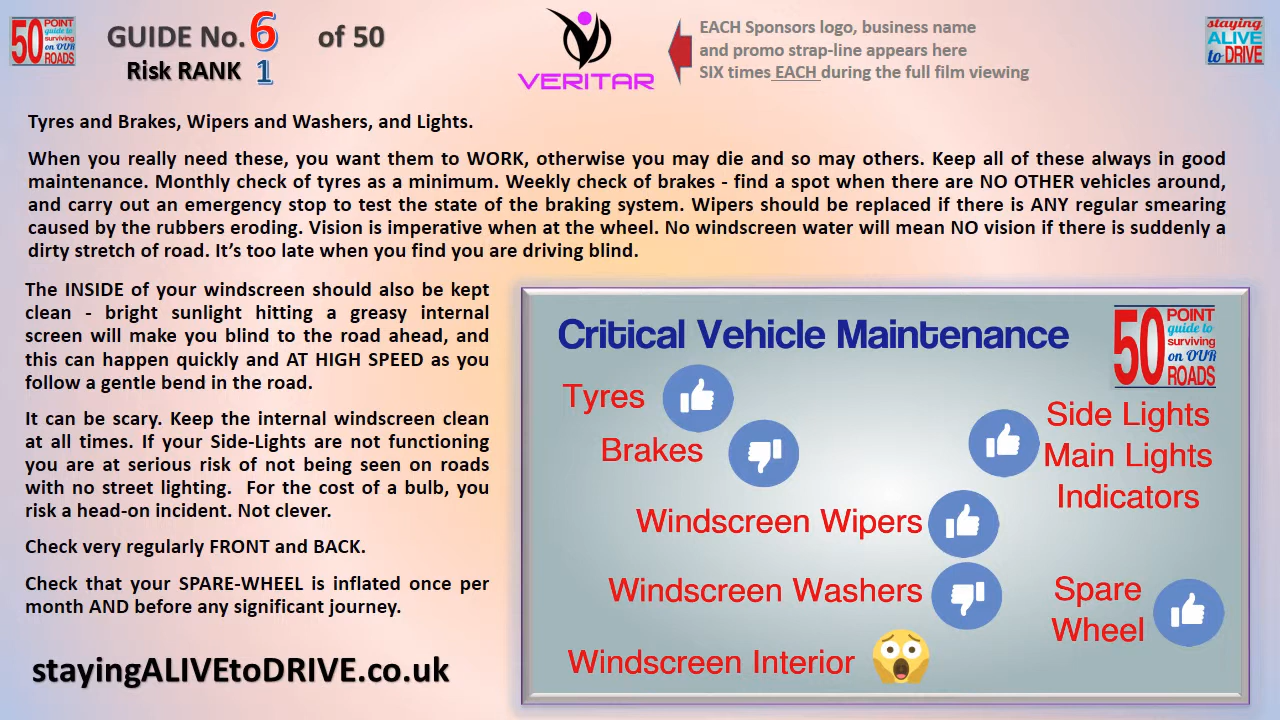 50 POINT
guide to
surviving
on OUR
ROADS
GUIDE No. 6 of 50
Risk RANK 1
VERITAR
EACH Sponsors logo, business name
and promo strap-line appears here
SIX times EACH during the full film viewing
staying
ALIVE
to DRIVE
Tyres and Brakes, Wipers and Washers, and Lights.
When you really need these, you want them to WORK, otherwise you may die and so may others. Keep all of these always in good
maintenance. Monthly check of tyres as a minimum. Weekly check of brakes - find a spot when there are NO OTHER vehicles around,
and carry out an emergency stop to test the state of the braking system. Wipers should be replaced if there is ANY regular smearing
caused by the rubbers eroding. Vision is imperative when at the wheel. No windscreen water will mean NO vision if there is suddenly a
dirty stretch of road. It's too late when you find you are driving blind.
The INSIDE of your windscreen should also be kept
clean - bright sunlight hitting a greasy internal
screen will make you blind to the road ahead, and
this can happen quickly and AT HIGH SPEED as you
follow a gentle bend in the road.
It can be scary. Keep the internal windscreen clean
at all times. If your Side-Lights are not functioning
you are at serious risk of not being seen on roads
with no street lighting. For the cost of a bulb, you
risk a head-on incident. Not clever.
Check very regularly FRONT and BACK.
Check that your SPARE-WHEEL is inflated once per
month AND before any significant journey.
stayingALIVEtoDRIVE.co.uk
Critical Vehicle Maintenance
50 POINT
guide to
surviving
on OUR
ROADS
Tyres
Brakes
Side Lights
Main Lights
Indicators
Windscreen Wipers
Windscreen Washers
Spare
Wheel
Windscreen Interior